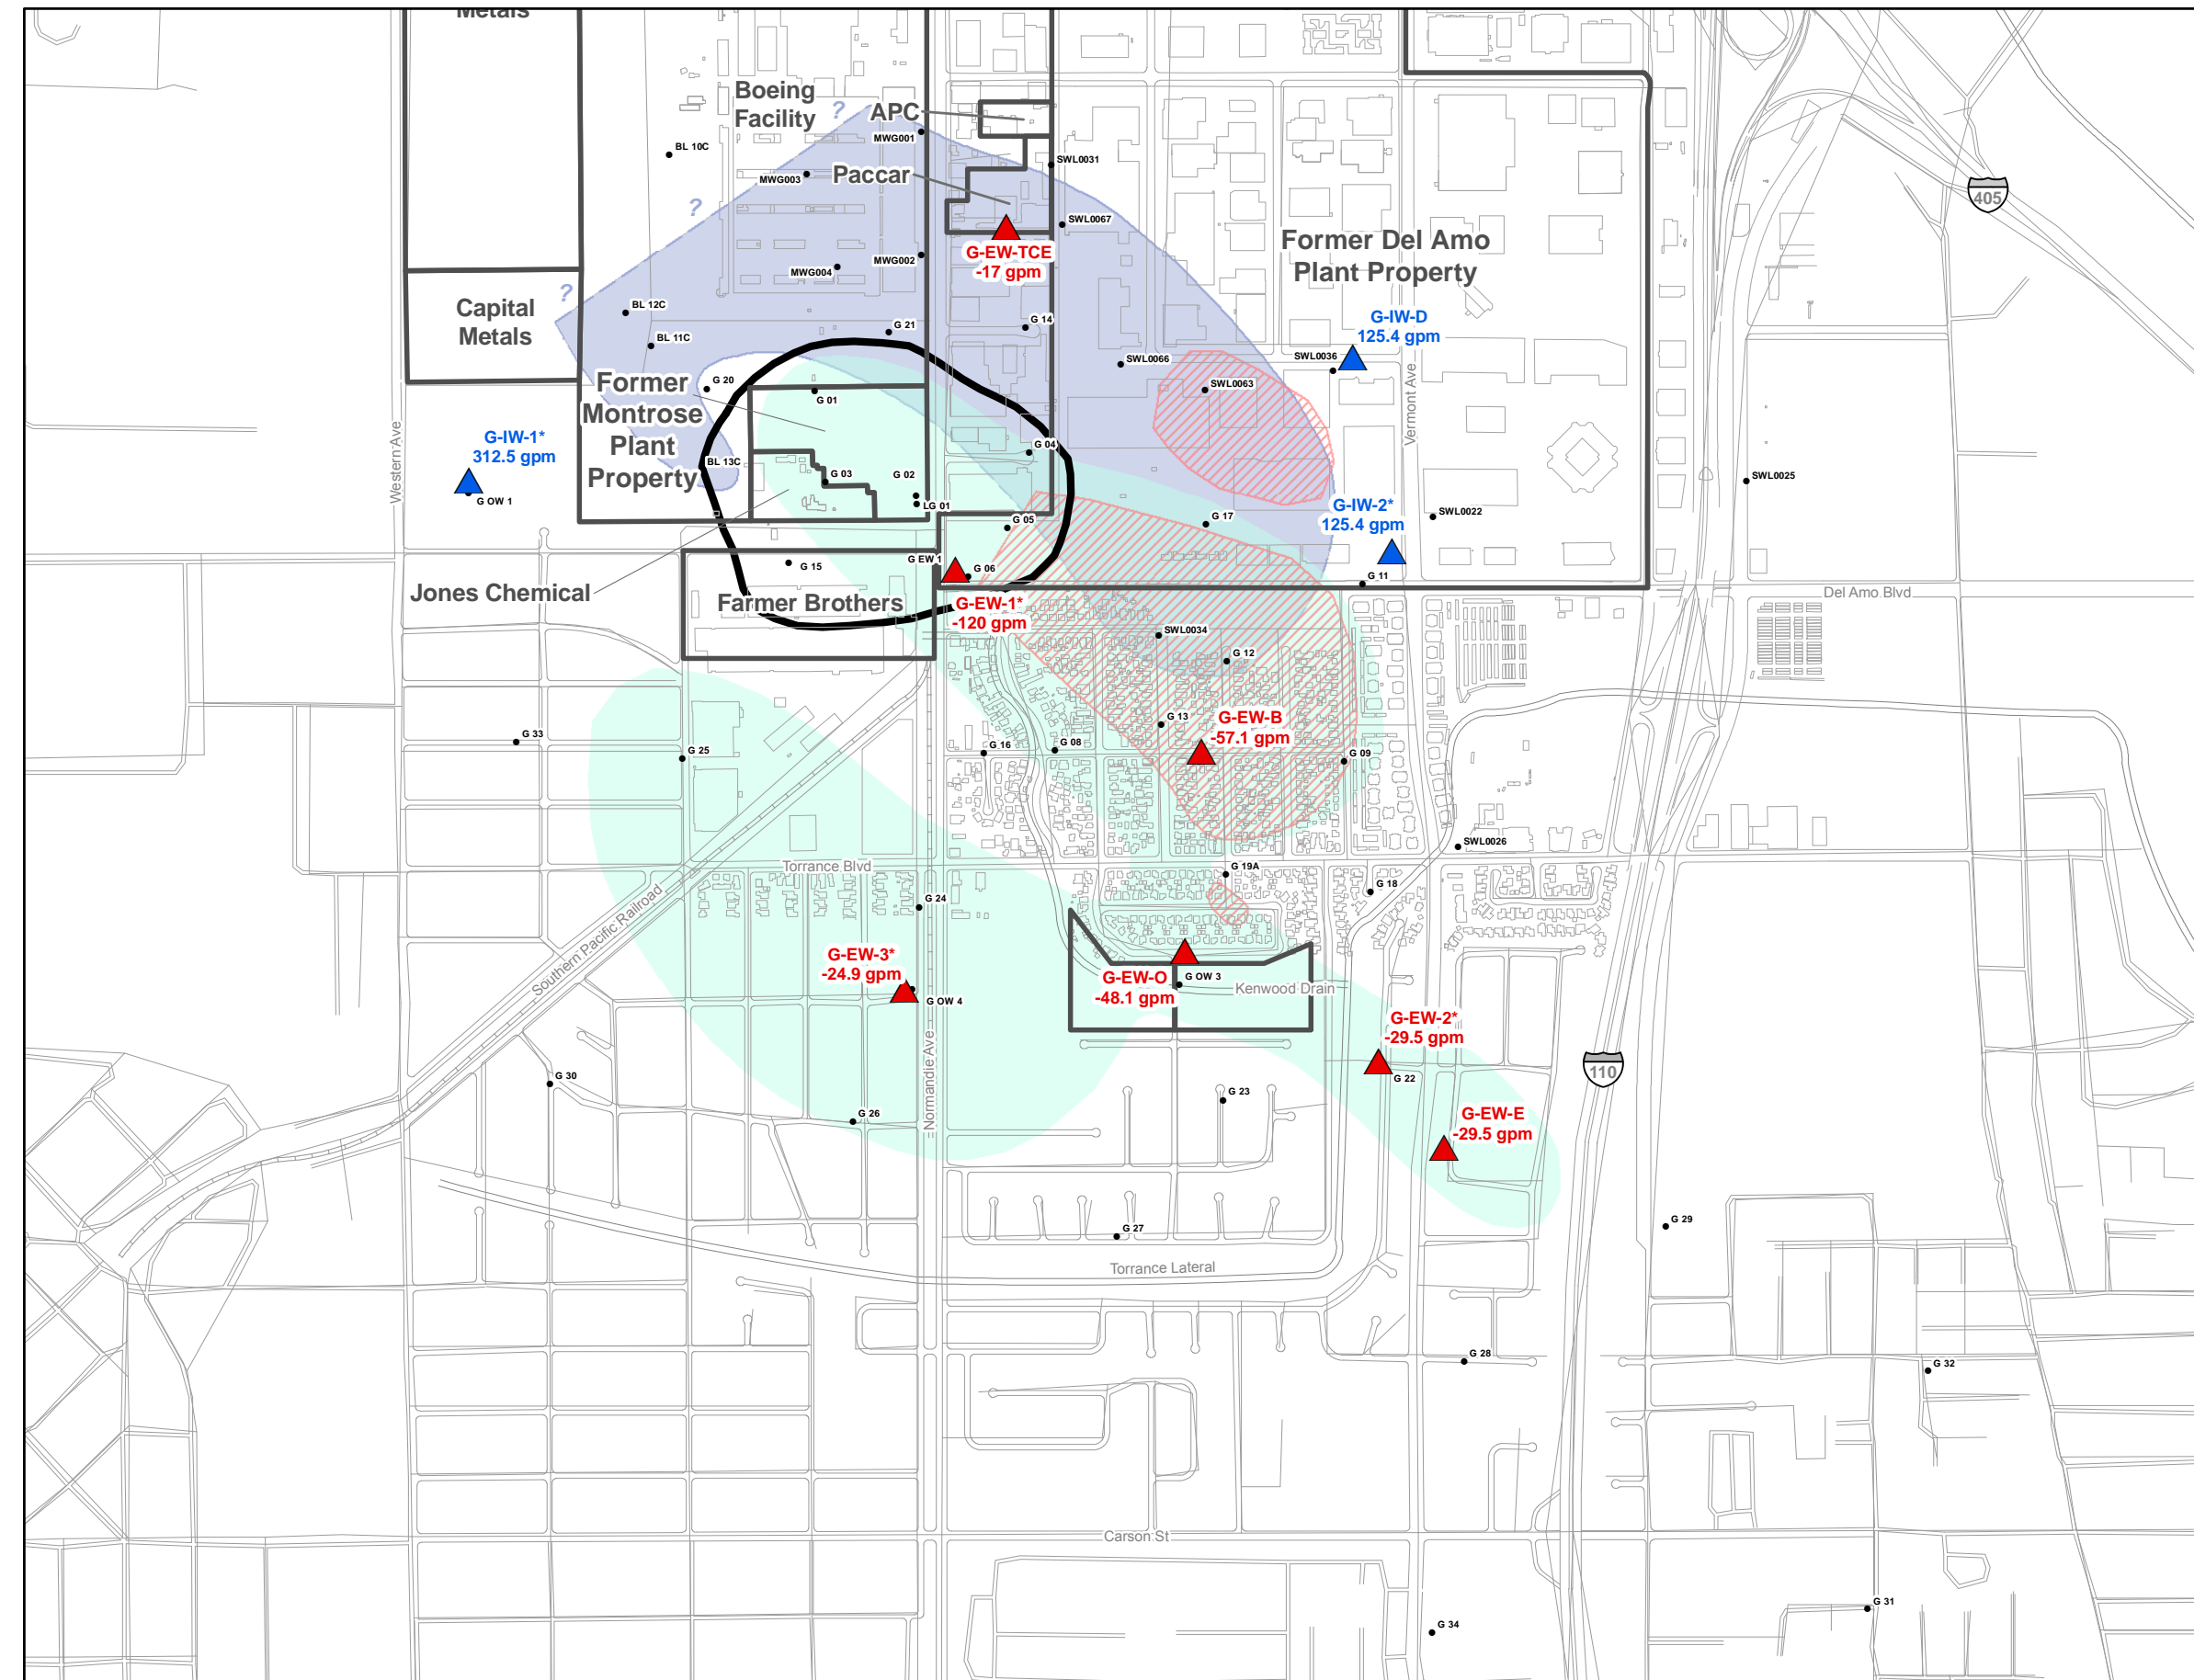 Metals
Boeing
Facility
?
APC
MWG001
BL 10C
SWL0031
MWG003
Paccar
405
?
SWL0067
G-EW-TCE
-17 gpm
Former Del Amo
Plant Property
MWG002
MWG004
?
Capital
Metals
BL 12C
G-IW-D
125.4 gpm
G 14
G 21
BL 11C
SWL0066
SWL0036
Former
Montrose
Plant
Property
G 20
G 01
SWL0063
Vermont Ave
Western Ave
G-IW-1*
312.5 gpm
G OW 1
G 04
BL 13C
G 03
G 02
LG 01
SWL0025
G-IW-2*
125.4 gpm
SWL0022
G 05
G 17
G EW 1
G 06
G 15
G 11
Jones Chemical
Farmer Brothers
G-EW-1*
-120 gpm
Del Amo Blvd
SWL0034
G 12
G 13
G-EW-B
-57.1 gpm
G 33
G 25
G 16
G 08
G 09
SWL0026
Torrance Blvd
G 19A
G 18
Southern Pacific Railroad
G 24
G-EW-3*
-24.9 gpm
G OW 4
G-EW-O
-48.1 gpm
G OW 3
Kenwood Drain
G-EW-2*
-29.5 gpm
G 22
110
Normandie Ave
G 30
G 26
G 23
G-EW-E
-29.5 gpm
G 27
G 29
Torrance Lateral
G 28
G 32
Carson St
G 31
G 34